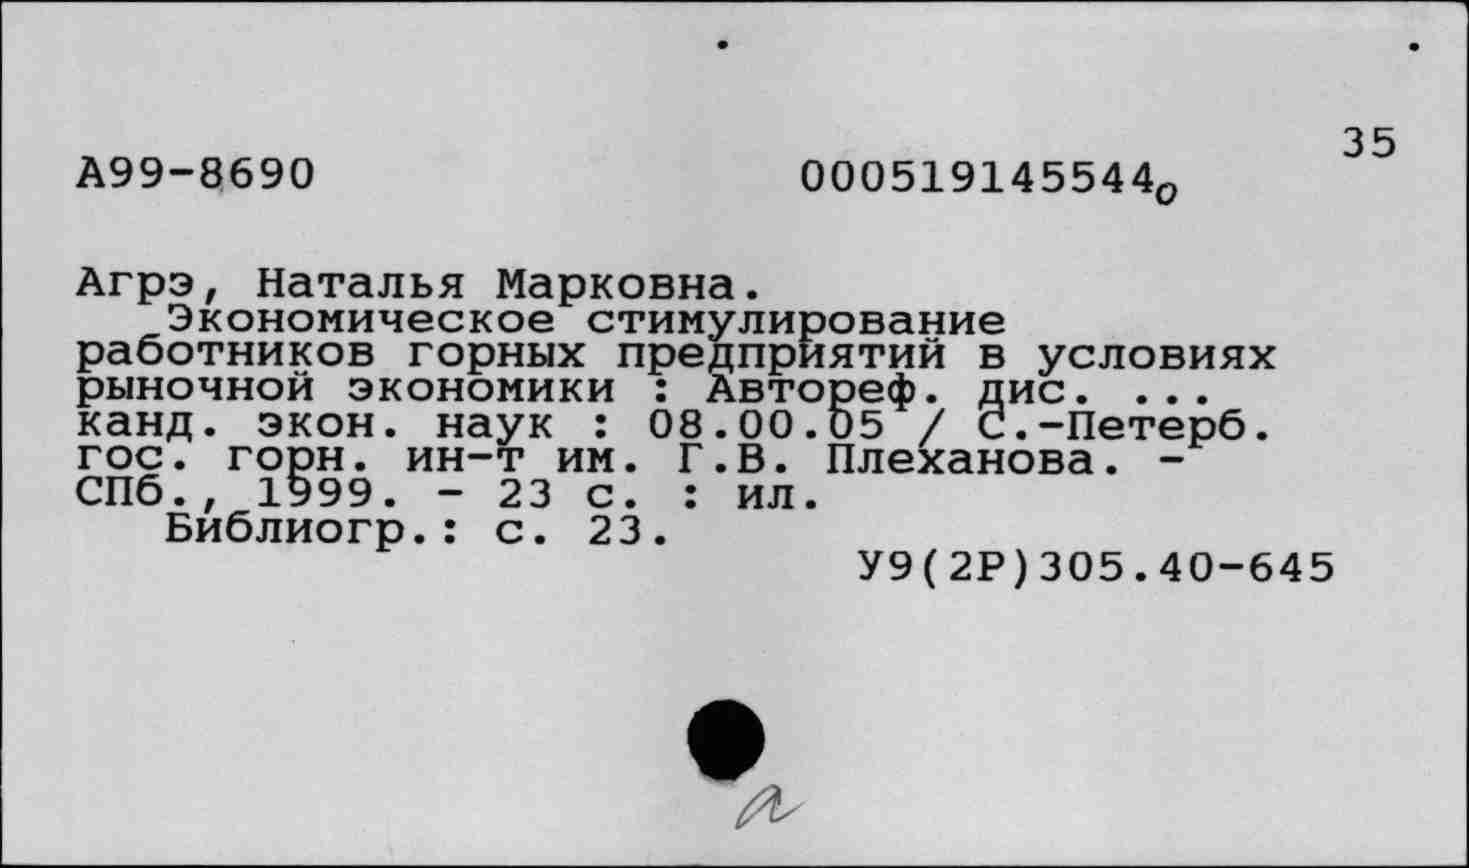 35
А99-8690 000519145544о
Агрэ, Наталья Марковна.
Экономическое стимулирование
работников горных предприятий в условиях
рыночной экономики : Автореф. дис. ...
канд. экон. наук : 08.00.05 / С.-Петерб.
гос. горн. ин-т им. Г.В. Плеханова. -
СПб., 1999. - 23 с. : ил.
Библиогр.: с. 23.
У9(2Р)305.40-645